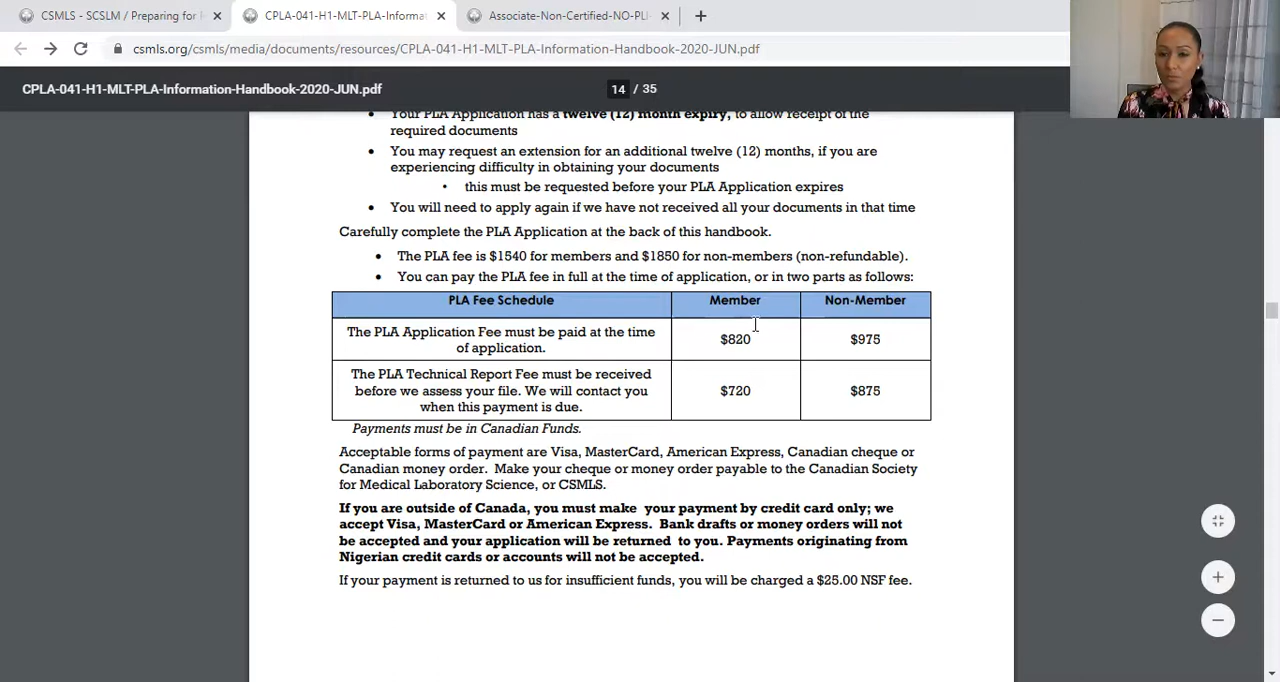 CSMLS - SCSLM / Preparing for
CPLA-041-H1-MLT-PLA-Informa
Associate-Non-Certified-NO-PLI
csmls.org/csmls/media/documents/resources/CPLA-041-H1-MLT-PLA-Information-Handbook-2020-JUN.pdf
CPLA-041-H1-MLT-PLA-Information-Handbook-2020-JUN.pdf
14 / 35
• Your PLA Application has a twelve (12) month expiry, to allow receipt of the
required documents
• You may request an extension for an additional twelve (12) months, if you are
experiencing difficulty in obtaining your documents
• this must be requested before your PLA Application expires
• You will need to apply again if we have not received all your documents in that time
Carefully complete the PLA Application at the back of this handbook.
• The PLA fee is $1540 for members and $1850 for non-members (non-refundable).
• You can pay the PLA fee in full at the time of application, or in two parts as follows:
PLA Fee Schedule Member Non-Member
The PLA Application Fee must be paid at the time
of application.
$820 $975
The PLA Technical Report Fee must be received
before we assess your file. We will contact you
when this payment is due.
$720 $875
Payments must be in Canadian Funds.
Acceptable forms of payment are Visa, MasterCard, American Express, Canadian cheque or
Canadian money order. Make your cheque or money order payable to the Canadian Society
for Medical Laboratory Science, or CSMLS.
If you are outside of Canada, you must make your payment by credit card only; we
accept Visa, MasterCard or American Express. Bank drafts or money orders will not
be accepted and your application will be returned to you. Payments originating from
Nigerian credit cards or accounts will not be accepted.
If your payment is returned to us for insufficient funds, you will be charged a $25.00 NSF fee.